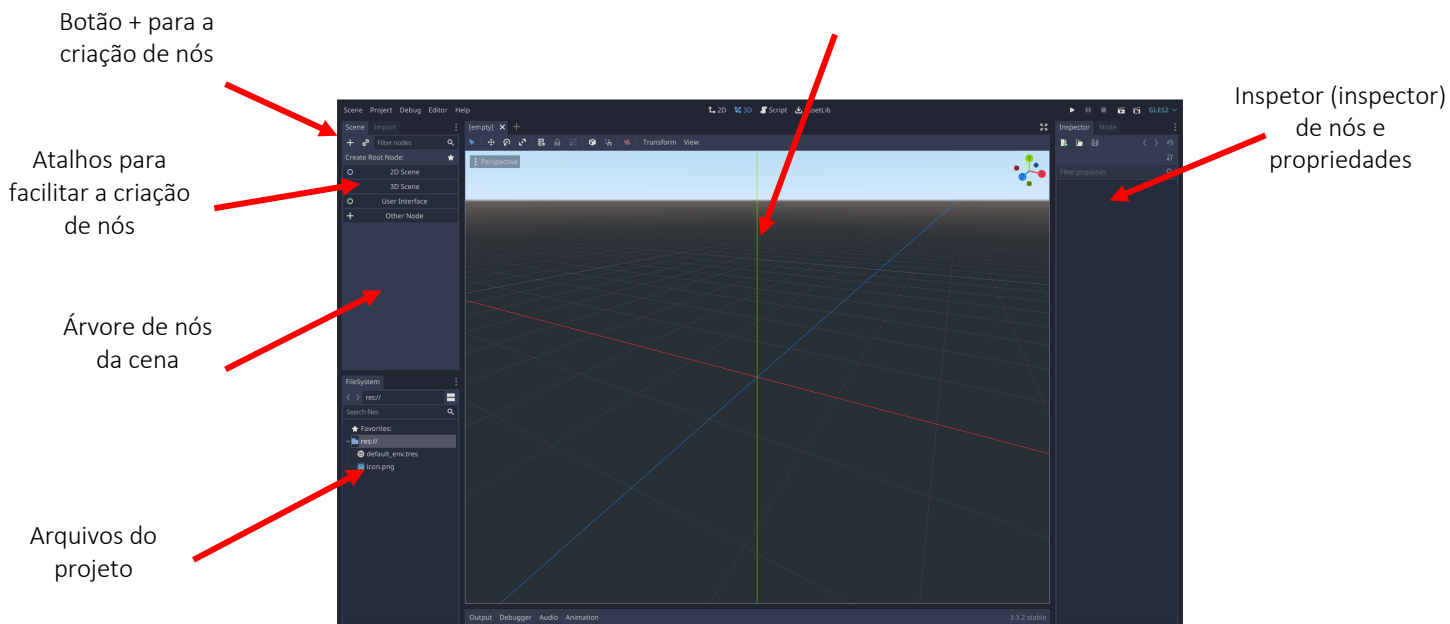 Botão + para a
criação de nós
Atalhos para
facilitar a criação
de nós
Árvore de nós
da cena
Arquivos do
projeto
Inspetor (inspector)
de nós e
propriedades
Scene Project Debug Editor Help
2D 3D Script AssetLib
GLES2
Scene Import
Filter nodes
Create Root Node:
2D Scene
3D Scene
User Interface
Other Node
FileSystem
res://
Search files
Favorites:
res://
default_env.tres
icon.png
[empty]
Transform View
Perspective
Y
X
Z
Output Debugger Audio Animation
3.3.2.stable
Inspector Node
Filter properties